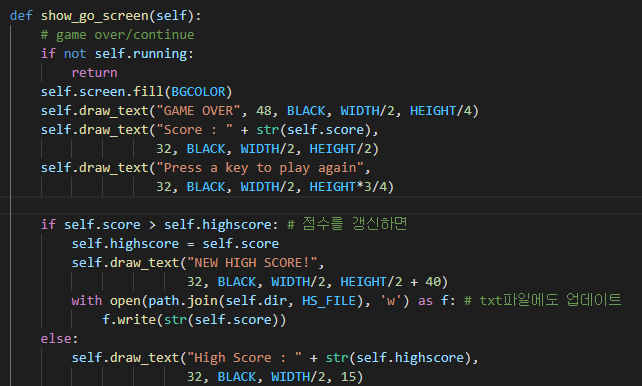 def show_go_screen(self):
    # game over/continue
    if not self.running:
        return
    self.screen.fill(BGCOLOR)
    self.draw_text("GAME OVER", 48, BLACK, WIDTH/2, HEIGHT/4)
    self.draw_text("Score : " + str(self.score),
                   32, BLACK, WIDTH/2, HEIGHT/2)
    self.draw_text("Press a key to play again",
                   32, BLACK, WIDTH/2, HEIGHT*3/4)

    if self.score > self.highscore: # 점수를 갱신하면
        self.highscore = self.score
        self.draw_text("NEW HIGH SCORE!",
                       32, BLACK, WIDTH/2, HEIGHT/2 + 40)
        with open(path.join(self.dir, HS_FILE), 'w') as f: # txt파일에도 업데이트
            f.write(str(self.score))
    else:
        self.draw_text("High Score : " + str(self.highscore),
                       32, BLACK, WIDTH/2, 15)